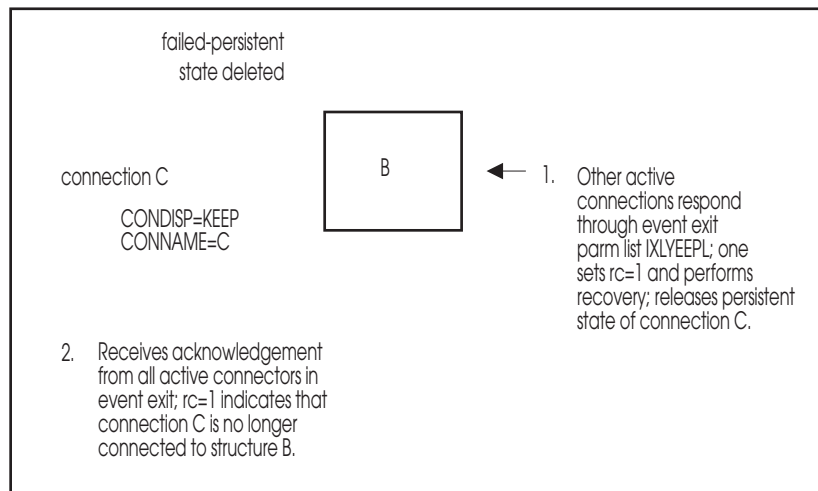 failed-persistent
state deleted
B
connection C
CONDISP=KEEP
CONNAME=C
1. Other active
connections respond
through event exit
parm list IXLYEEPL; one
sets rc=1 and performs
recovery; releases persistent
state of connection C.
2. Receives acknowledgement
from all active connectors in
event exit; rc=1 indicates that
connection C is no longer
connected to structure B.